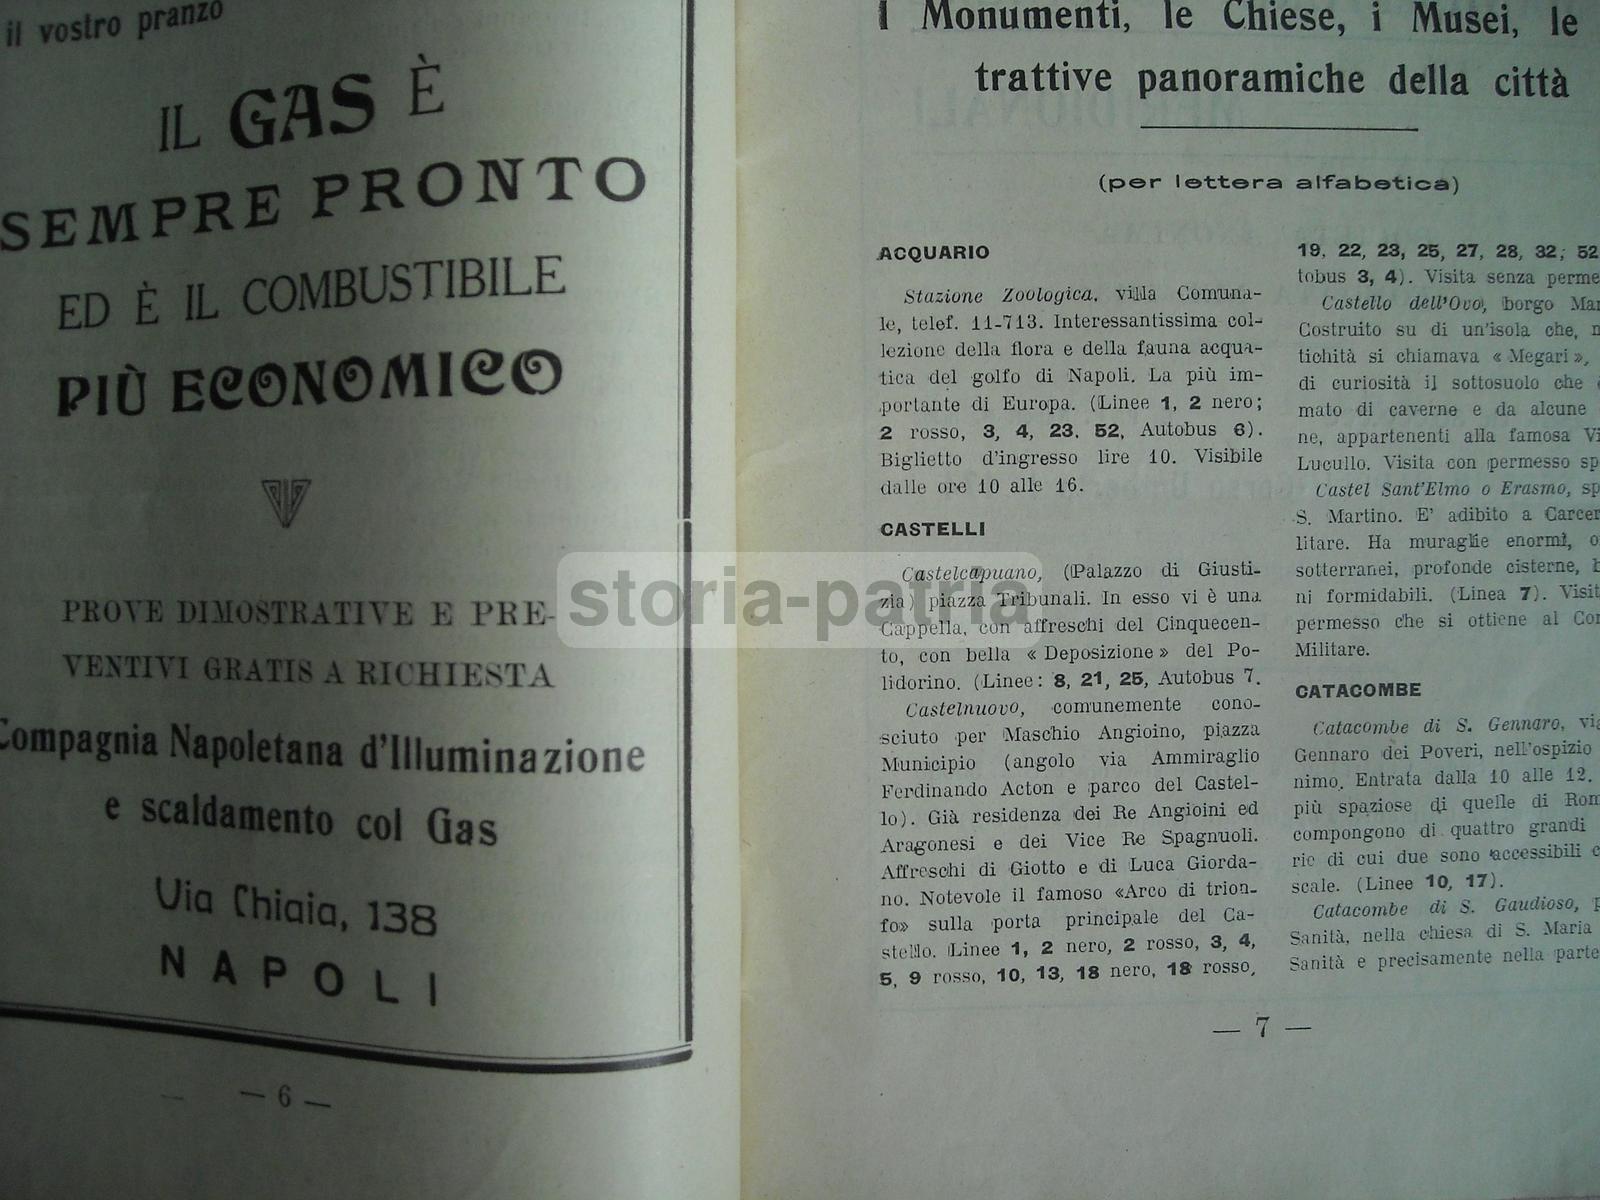 il vostro pranzo
IL GAS È
SEMPRE PRONTO
ED È IL COMBUSTIBILE
PIÙ ECONOMICO
PROVE DIMOSTRATIVE E PRE-
VENTIVI GRATIS A RICHIESTA
Compagnia Napoletana d'Illuminazione
e scaldamento col Gas
Via Chiaia, 138
NAPOLI
— 6 —
I Monumenti, le Chiese, i Musei, le
trattive panoramiche della città
(per lettera alfabetica)
ACQUARIO
Stazione Zoologica, villa Comuna-
le, telef. 11-713. Interessantissima col-
lezione della flora e della fauna acqua-
tica del golfo di Napoli. La più im-
portante di Europa. (Linee 1, 2 nero;
2 rosso, 3, 4, 23, 52, Autobus 6).
Biglietto d'ingresso lire 10. Visibile
dalle ore 10 alle 16.
CASTELLI
Castelcapuano, (Palazzo di Giusti-
zia) piazza Tribunali. In esso vi è una
Cappella, con affreschi del Cinquecen-
to, con bella « Deposizione » del Po-
lidorino. (Linee: 8, 21, 25, Autobus 7.
Castelnuovo, comunemente cono-
sciuto per Maschio Angioino, piazza
Municipio (angolo via Ammiraglio
Ferdinando Acton e parco del Castel-
lo). Già residenza dei Re Angioini ed
Aragonesi e dei Vice Re Spagnuoli.
Affreschi di Giotto e di Luca Giorda-
no. Notevole il famoso «Arco di trion-
fo» sulla porta principale del Ca-
stello. (Linee 1, 2 nero, 2 rosso, 3, 4,
5, 9 rosso, 10, 13, 18 nero, 18 rosso,
19, 22, 23, 25, 27, 28, 32; 52
tobus 3, 4). Visita senza perme
Castello dell'Ovo, borgo Mar
Costruito su di un'isola che,
tichità si chiamava « Megari »,
di curiosità il sottosuolo che
mato di caverne e da alcune
ne, appartenenti alla famosa Vi
Lucullo. Visita con permesso sp
Castel Sant'Elmo o Erasmo, sp
S. Martino. E' adibito a Carcer
litare. Ha muraglie enormi,
sotterranei, profonde cisterne,
ni formidabili. (Linea 7). Visit
permesso che si ottiene al Co
Militare.
CATACOMBE
Catacombe di S. Gennaro, via
Gennaro dei Poveri, nell'ospizio
nimo. Entrata dalla 10 alle 12.
più spaziose di quelle di Rom
compongono di quattro grandi
rie di cui due sono accessibili
scale. (Linee 10, 17).
Catacombe di S. Gaudioso, p
Sanità, nella chiesa di S. Maria
Sanità e precisamente nella parte
— 7 —
storia-patria